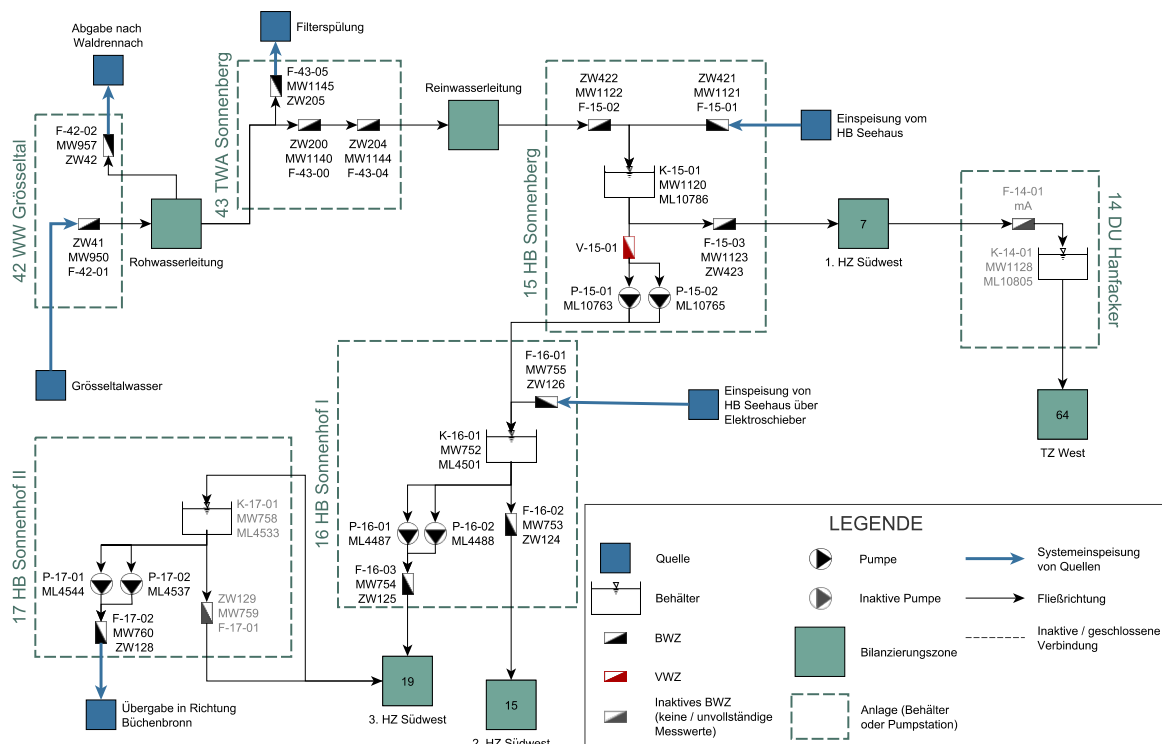 Abgabe nach
Waldrennach
Filterspülung
F-42-02
MW957
ZW42
42 WW Grösseltal
ZW41
MW950
F-42-01
Rohwasserleitung
Grösseltalwasser
43 TWA Sonnenberg
F-43-05
MW1145
ZW205
ZW200
MW1140
F-43-00
ZW204
MW1144
F-43-04
Reinwasserleitung
15 HB Sonnenberg
ZW422
MW1122
F-15-02
ZW421
MW1121
F-15-01
Einspeisung vom
HB Seehaus
K-15-01
MW1120
ML10786
V-15-01
F-15-03
MW1123
ZW423
P-15-01
ML10763
P-15-02
ML10765
7
1. HZ Südwest
14 DU Hanfacker
F-14-01
mA
K-14-01
MW1128
ML10805
64
TZ West
16 HB Sonnenhof I
F-16-01
MW755
ZW126
Einspeisung von
HB Seehaus über
Elektroschieber
K-16-01
MW752
ML4501
P-16-01
ML4487
P-16-02
ML4488
F-16-02
MW753
ZW124
F-16-03
MW754
ZW125
19
3. HZ Südwest
15
2. HZ Südwest
17 HB Sonnenhof II
K-17-01
MW758
ML4533
P-17-01
ML4544
P-17-02
ML4537
ZW129
MW759
F-17-01
F-17-02
MW760
ZW128
Übergabe in Richtung
Büchenbronn
LEGENDE
Quelle
Behälter
BWZ
VWZ
Inaktives BWZ
(keine / unvollständige
Messwerte)
Pumpe
Inaktive Pumpe
Bilanzierungszone
Anlage (Behälter
oder Pumpstation)
Systemeinspeisung
von Quellen
Fließrichtung
Inaktive / geschlossene
Verbindung